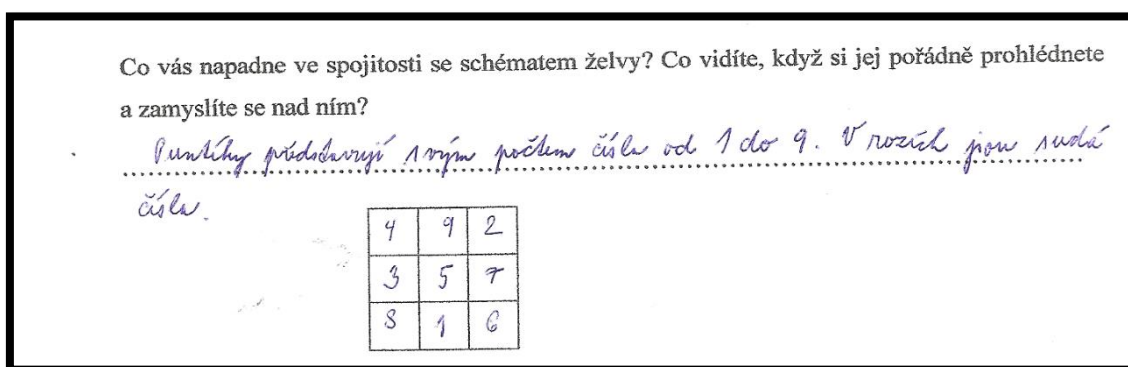 Co vás napadne ve spojitosti se schématem želvy? Co vidíte, když si jej pořádně prohlédnete
a zamyslíte se nad ním?
Puntíky představují svým počtem čísla od 1 do 9. V rozích jsou sudá
čísla.
4 9 2
3 5 7
8 1 6